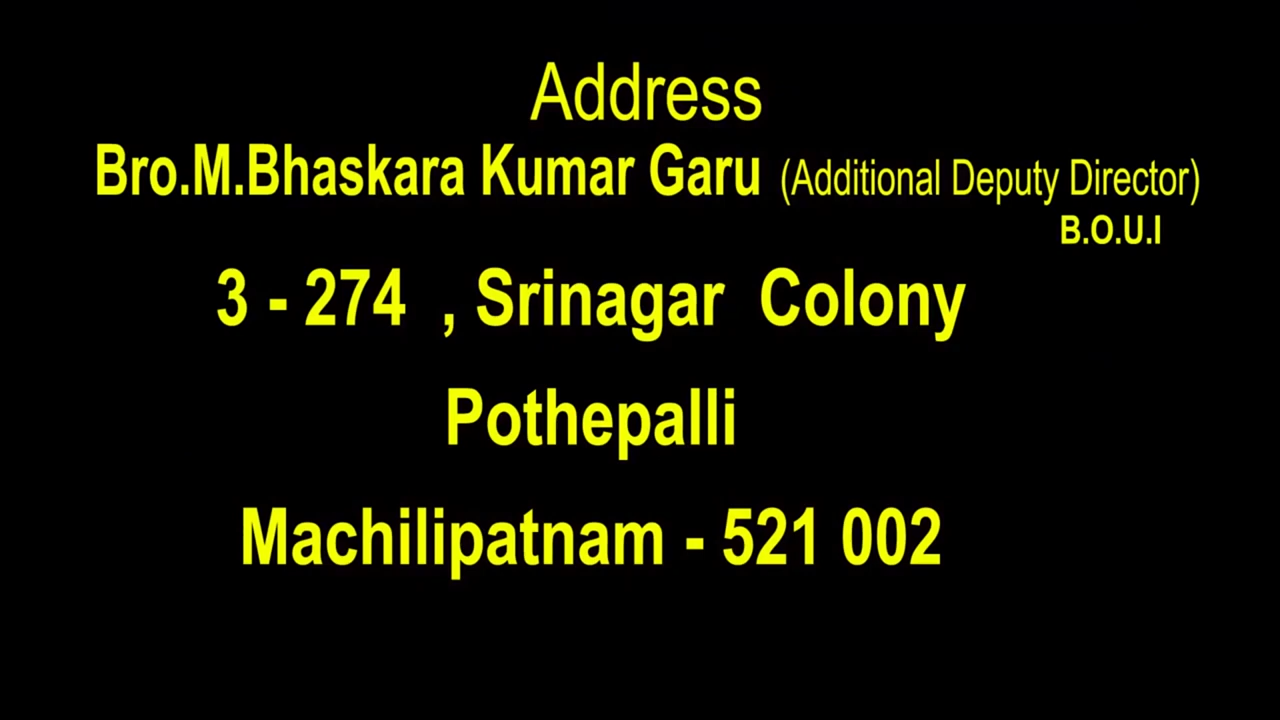 Address
Bro.M.Bhaskara Kumar Garu (Additional Deputy Director)
B.O.U.I
3 - 274 , Srinagar Colony
Pothepalli
Machilipatnam - 521 002